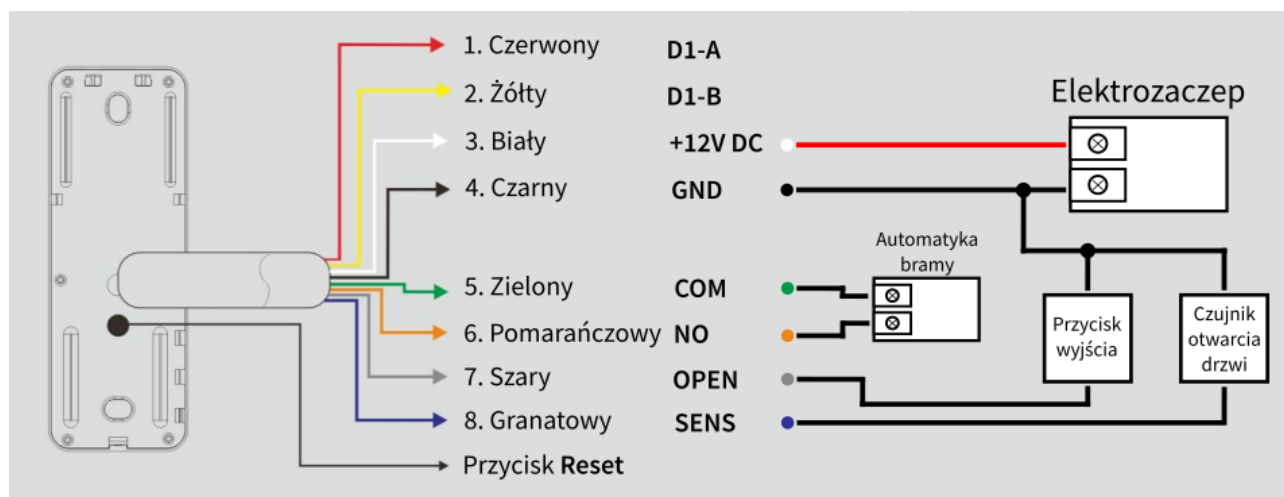 1. Czerwony D1-A
2. Żółty D1-B
3. Biały +12V DC
4. Czarny GND
Elektrozaczep
5. Zielony COM
6. Pomarańczowy NO
7. Szary OPEN
8. Granatowy SENS
Przycisk Reset
Automatyka
bramy
Przycisk
wyjścia
Czujnik
otwarcia
drzwi